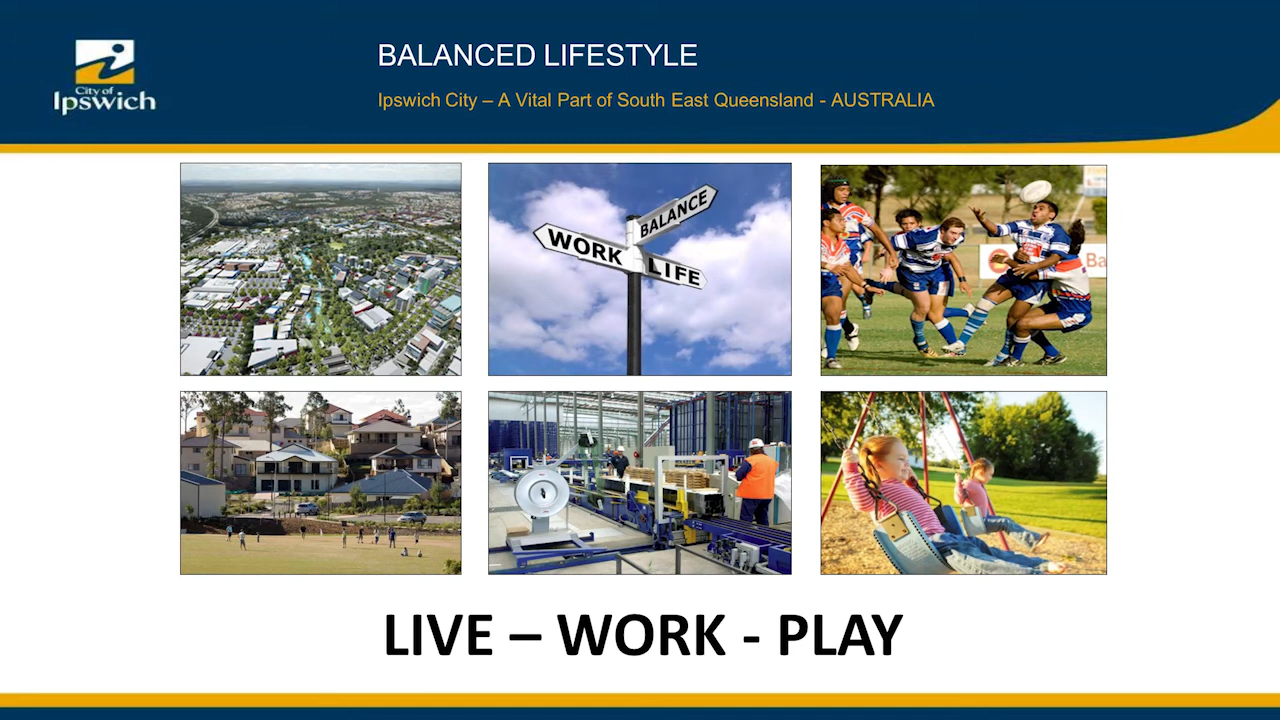 City of
Ipswich
BALANCED LIFESTYLE
Ipswich City – A Vital Part of South East Queensland - AUSTRALIA
BALANCE
WORK
LIFE
Ba
LIVE – WORK - PLAY